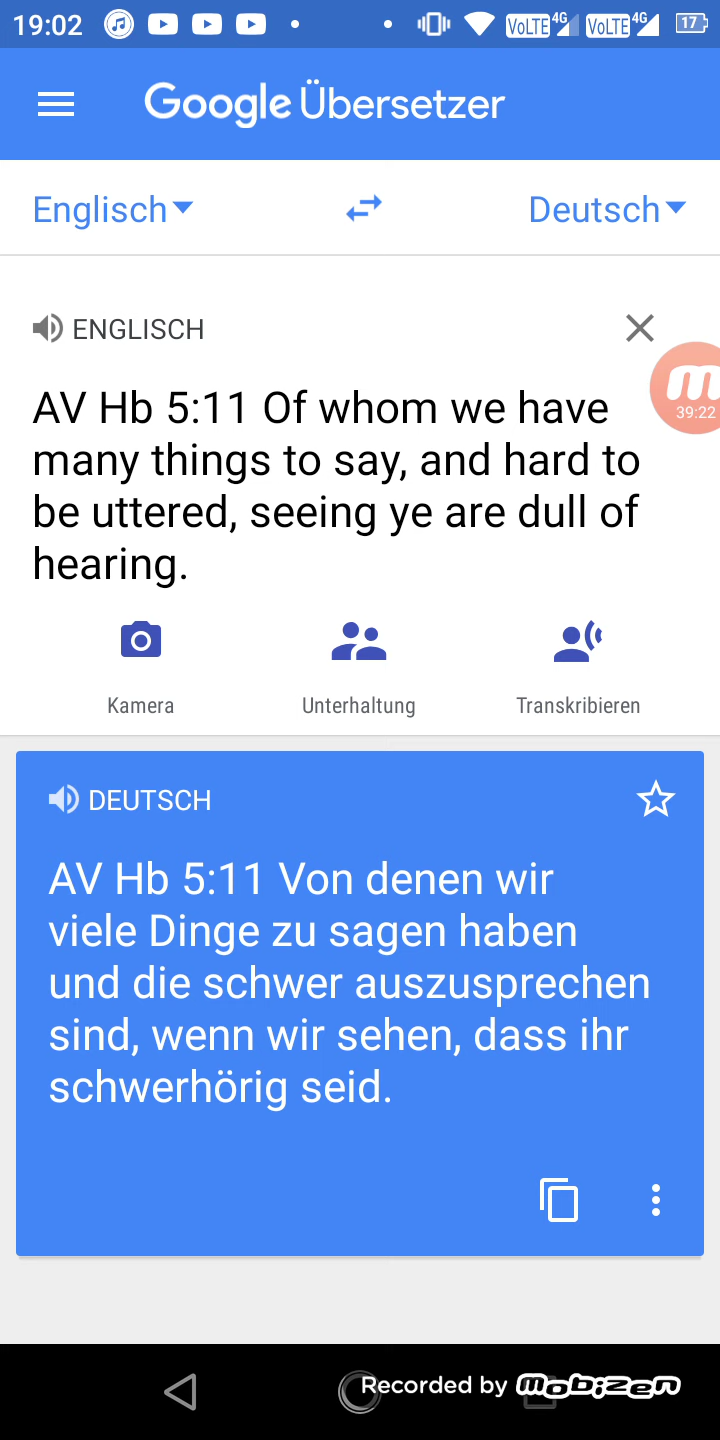 19:02 VoLTE 4G VoLTE 4G 17
Google Übersetzer
Englisch Deutsch
ENGLISCH
AV Hb 5:11 Of whom we have
many things to say, and hard to
be uttered, seeing ye are dull of
hearing.
m
39:22
Kamera Unterhaltung Transkribieren
DEUTSCH
AV Hb 5:11 Von denen wir
viele Dinge zu sagen haben
und die schwer auszusprechen
sind, wenn wir sehen, dass ihr
schwerhörig seid.
Recorded by mobizen